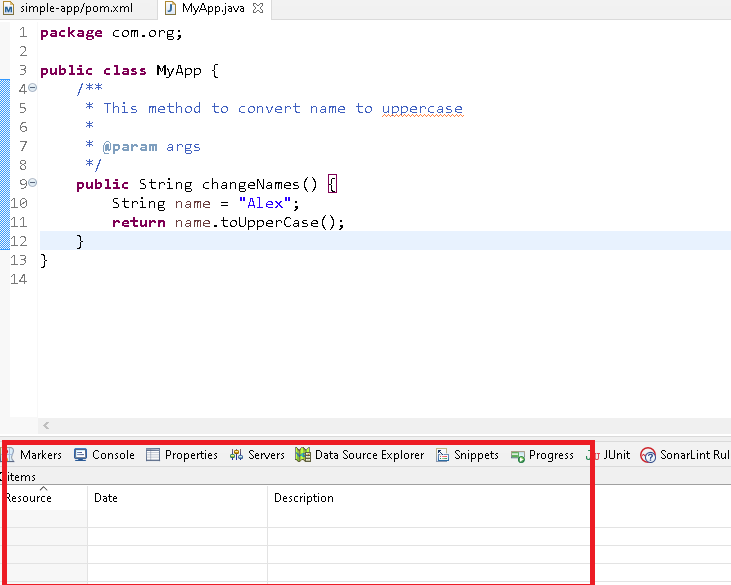 simple-app/pom.xml MyApp.java
1 package com.org;
2
3 public class MyApp {
4 /**
5 * This method to convert name to uppercase
6 *
7 * @param args
8 */
9 public String changeNames() {
10 String name = "Alex";
11 return name.toUpperCase();
12 }
13 }
14
Markers Console Properties Servers Data Source Explorer Snippets Progress JUnit SonarLint Rul
items
Resource Date Description